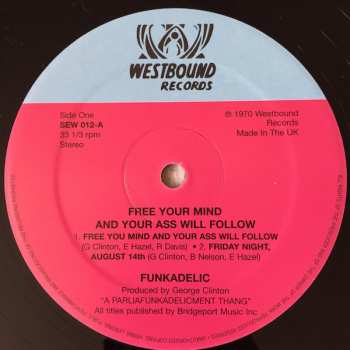 WESTBOUND
RECORDS
Side One
SEW 012-A
33 1/3 rpm
Stereo
℗ 1970 Westbound
Records
Made In The UK
FREE YOUR MIND
AND YOUR ASS WILL FOLLOW
1. FREE YOU MIND AND YOUR ASS WILL FOLLOW
(G Clinton, E Hazel, R Davis) • 2. FRIDAY NIGHT,
AUGUST 14th (G Clinton, B Nelson, E Hazel)
FUNKADELIC
Produced by George Clinton
"A PARLIAFUNKADELICMENT THANG"
All titles published by Bridgeport Music Inc